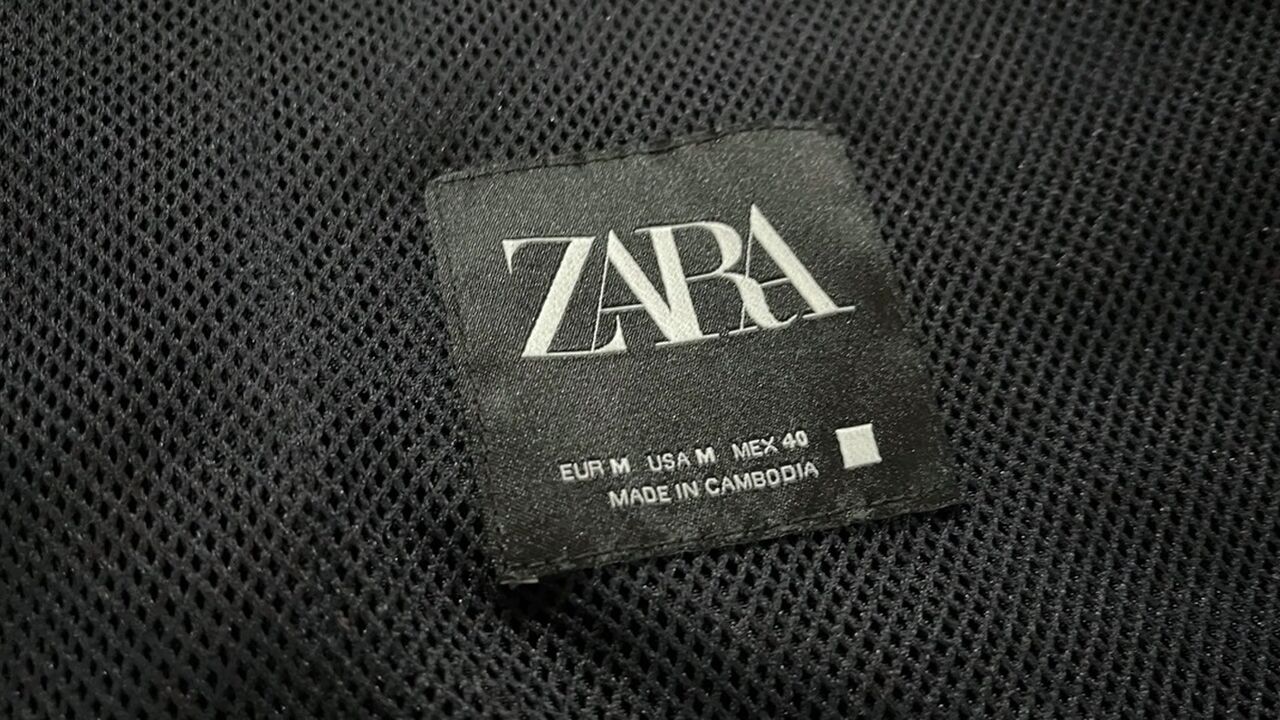 ZARA
EUR M USA M MEX 40
MADE IN CAMBODIA